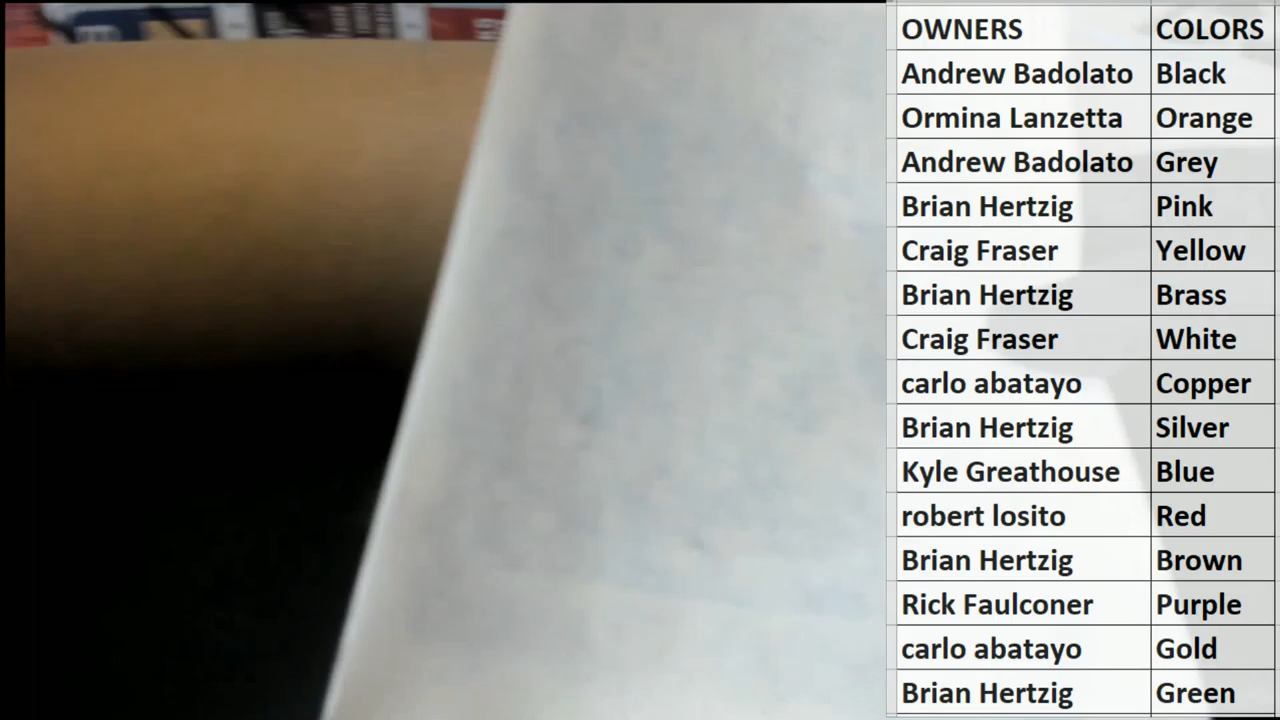 OWNERS COLORS
Andrew Badolato Black
Ormina Lanzetta Orange
Andrew Badolato Grey
Brian Hertzig Pink
Craig Fraser Yellow
Brian Hertzig Brass
Craig Fraser White
carlo abatayo Copper
Brian Hertzig Silver
Kyle Greathouse Blue
robert losito Red
Brian Hertzig Brown
Rick Faulconer Purple
carlo abatayo Gold
Brian Hertzig Green